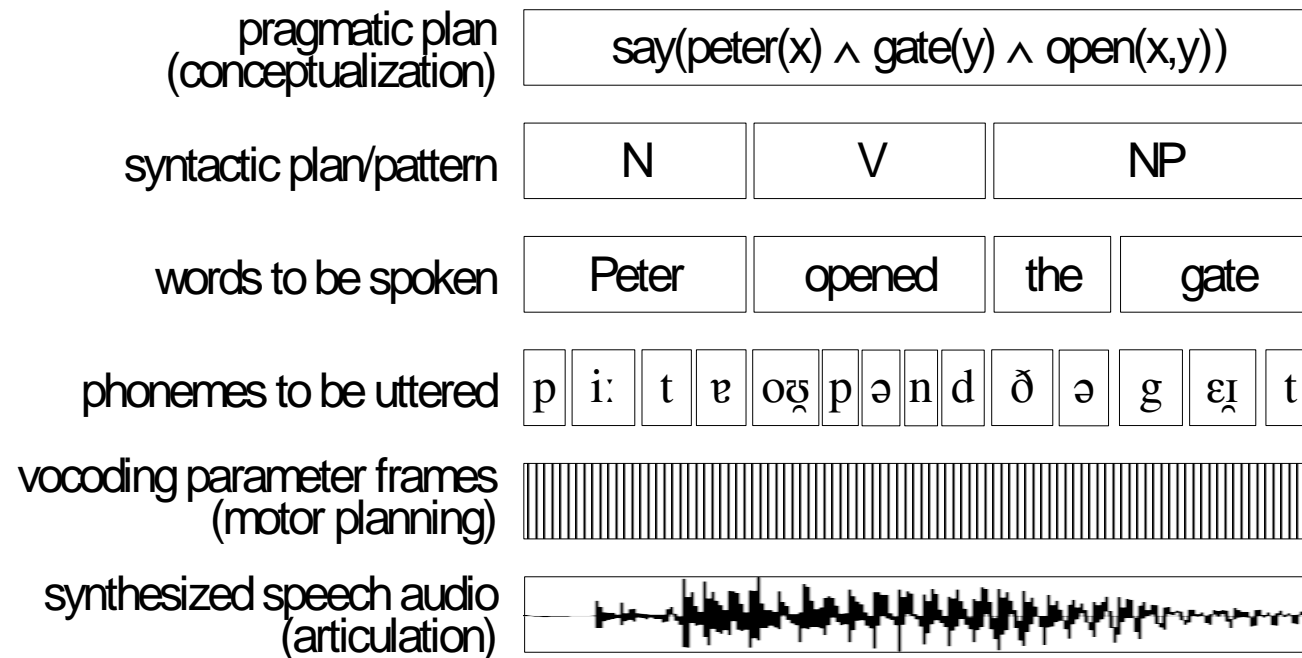 pragmatic plan
(conceptualization)
say(peter(x) ∧ gate(y) ∧ open(x,y))
syntactic plan/pattern
N V NP
words to be spoken
Peter opened the gate
phonemes to be uttered
p iː t ɐ oʊ̯ p ə n d ð ə g ɛɪ̯ t
vocoding parameter frames
(motor planning)
synthesized speech audio
(articulation)